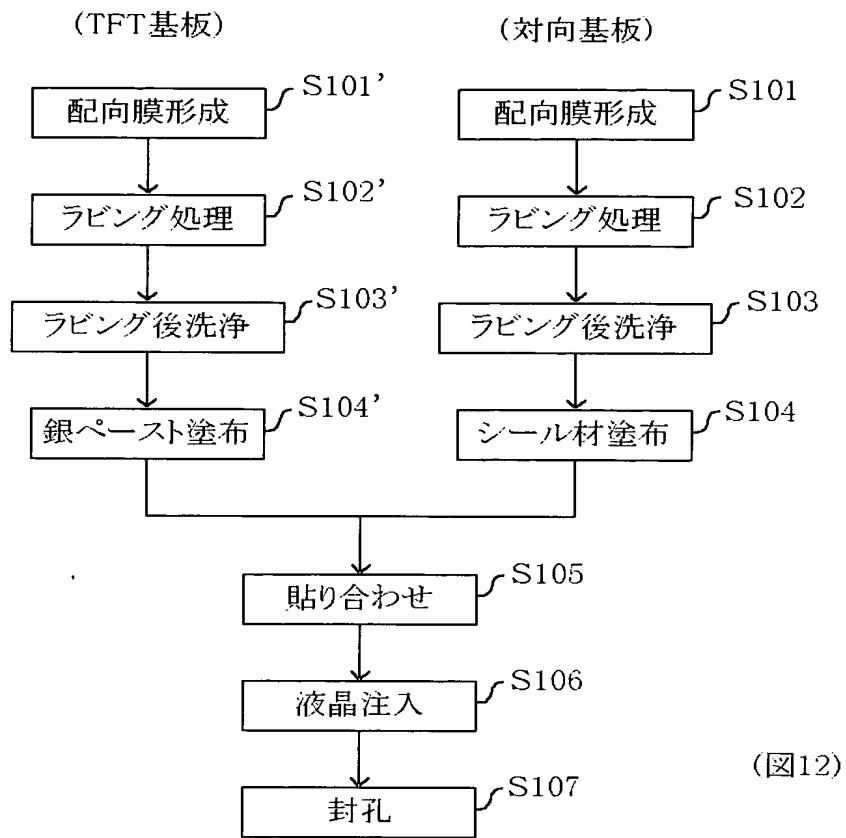 (TFT基板)
(対向基板)
配向膜形成
S101'
配向膜形成
S101
ラビング処理
S102'
ラビング処理
S102
ラビング後洗浄
S103'
ラビング後洗浄
S103
銀ペースト塗布
S104'
シール材塗布
S104
貼り合わせ
S105
液晶注入
S106
封孔
S107
(図12)